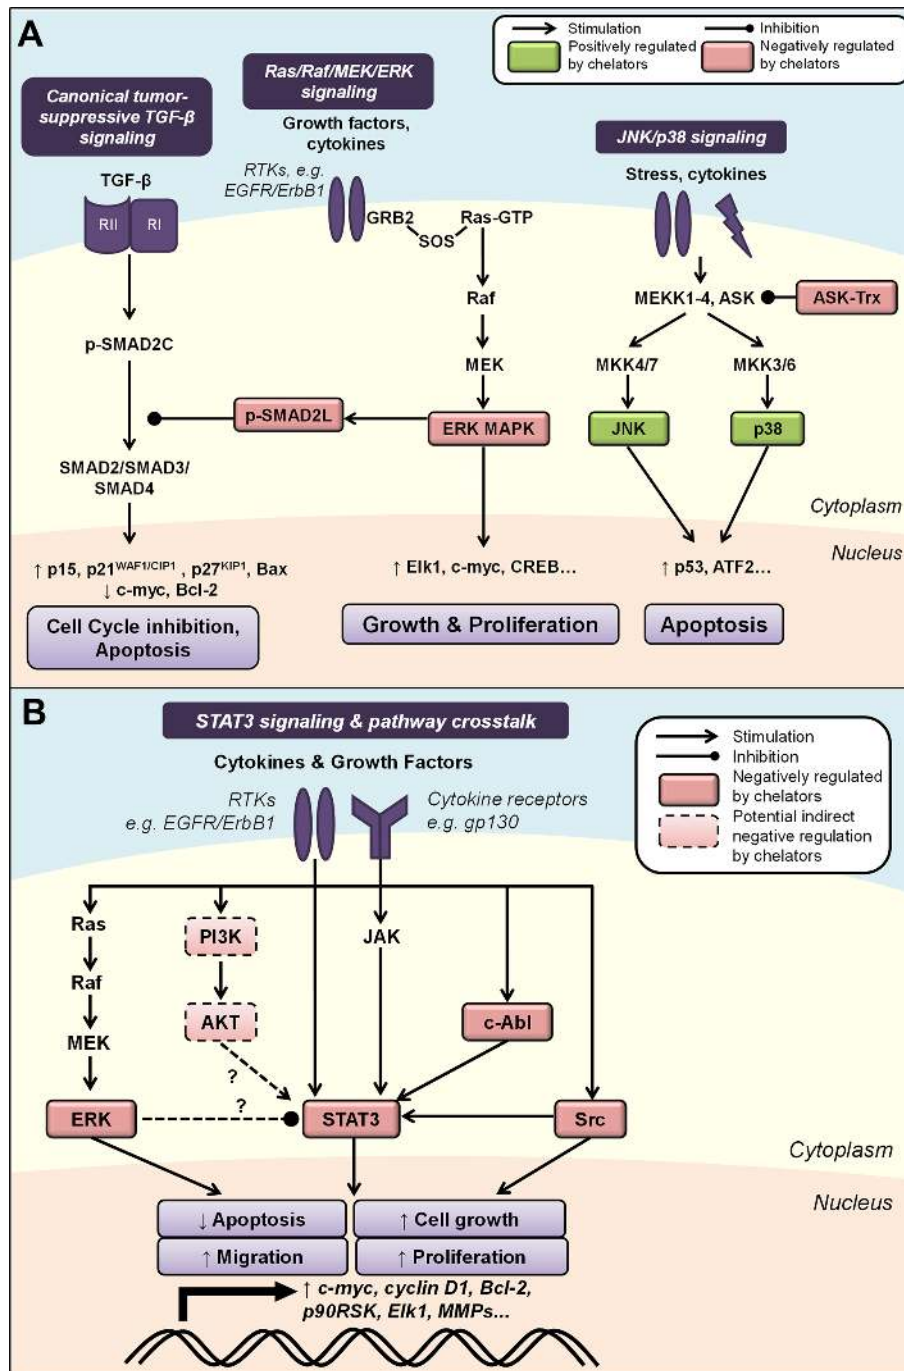 A
Stimulation
Inhibition
Positively regulated
by chelators
Negatively regulated
by chelators
Canonical tumor-
suppressive TGF-β
signaling
TGF-β
RII
RI
p-SMAD2C
p-SMAD2L
SMAD2/SMAD3/
SMAD4
↑ p15, p21WAF1/CIP1 , p27KIP1, Bax
↓ c-myc, Bcl-2
Cell Cycle inhibition,
Apoptosis
Ras/Raf/MEK/ERK
signaling
Growth factors,
cytokines
RTKs, e.g.
EGFR/ErbB1
GRB2
SOS
Ras-GTP
Raf
MEK
ERK MAPK
↑ Elk1, c-myc, CREB...
Growth & Proliferation
JNK/p38 signaling
Stress, cytokines
MEKK1-4, ASK
ASK-Trx
MKK4/7
MKK3/6
JNK
p38
Cytoplasm
Nucleus
↑ p53, ATF2...
Apoptosis
B
STAT3 signaling & pathway crosstalk
Cytokines & Growth Factors
RTKs
e.g. EGFR/ErbB1
Cytokine receptors
e.g. gp130
Stimulation
Inhibition
Negatively regulated
by chelators
Potential indirect
negative regulation
by chelators
Ras
Raf
MEK
ERK
PI3K
AKT
?
?
JAK
STAT3
c-Abl
Src
Cytoplasm
Nucleus
↓ Apoptosis
↑ Cell growth
↑ Migration
↑ Proliferation
↑ c-myc, cyclin D1, Bcl-2,
p90RSK, Elk1, MMPs...